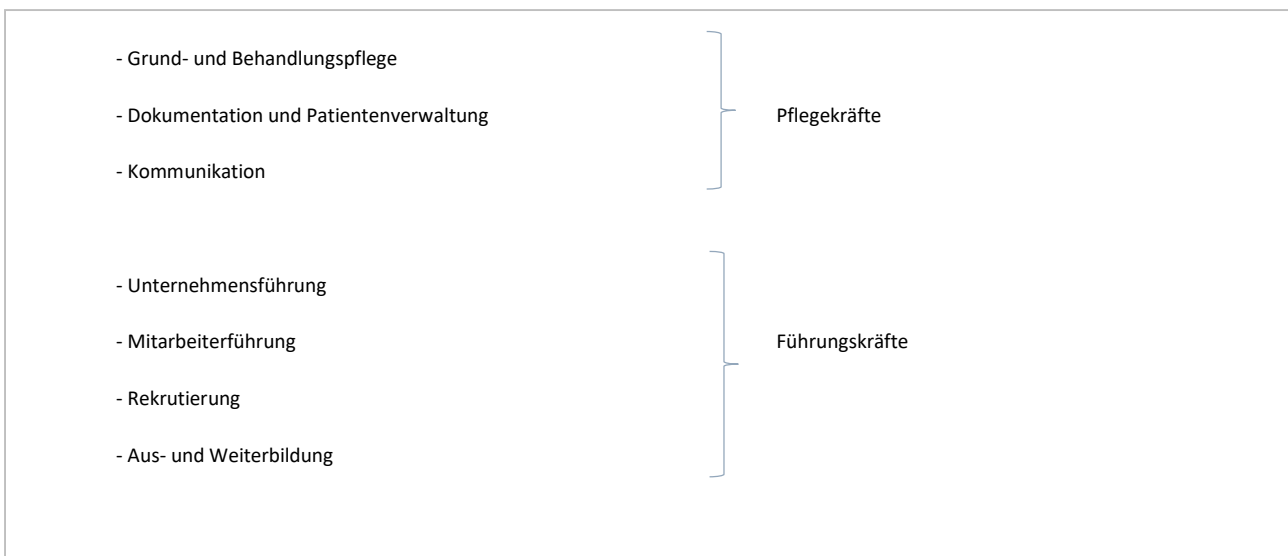 - Grund- und Behandlungspflege
- Dokumentation und Patientenverwaltung
Pflegekräfte
- Kommunikation
- Unternehmensführung
- Mitarbeiterführung
Führungskräfte
- Rekrutierung
- Aus- und Weiterbildung